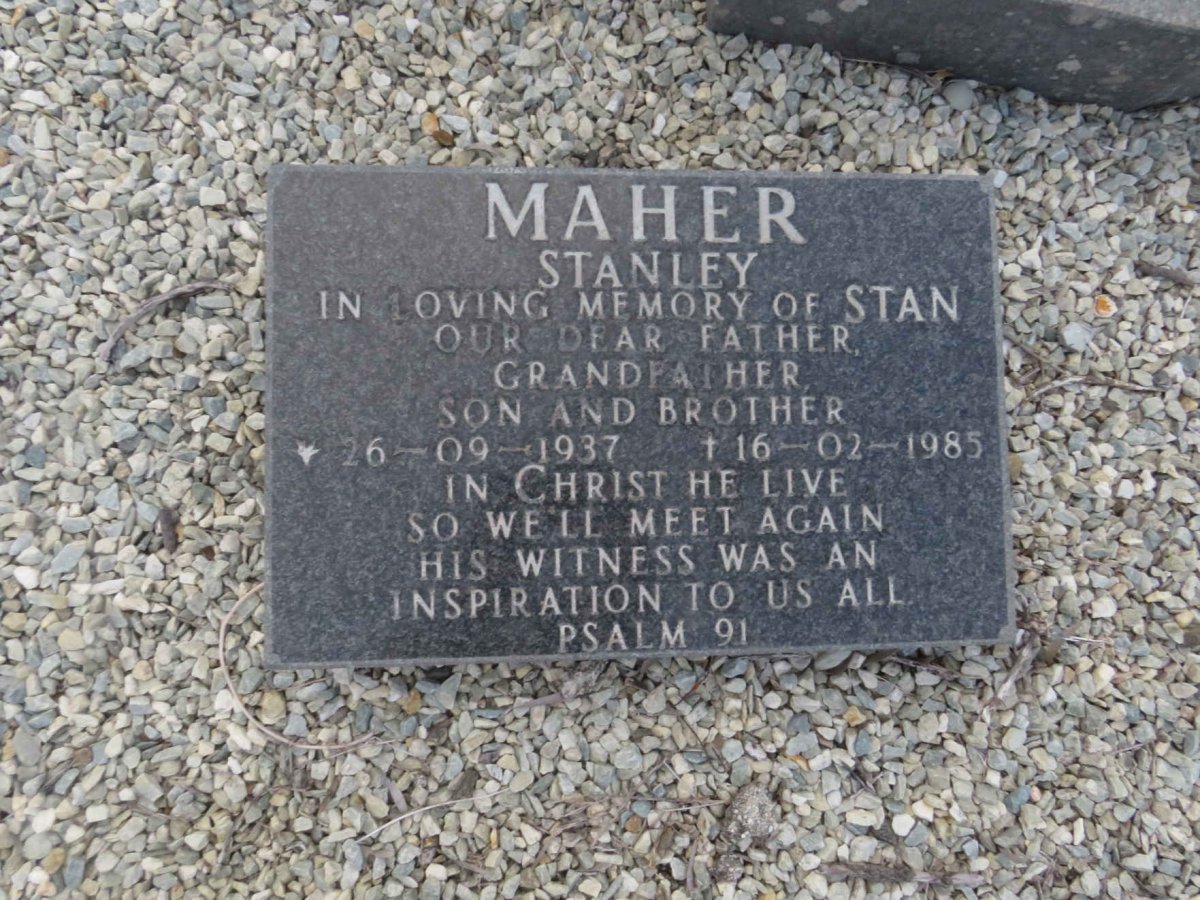 MAHER
STANLEY
IN LOVING MEMORY OF STAN
OUR DEAR FATHER,
GRANDFATHER,
SON AND BROTHER
26-09-1937 † 16-02-1985
IN CHRIST HE LIVE
SO WE'LL MEET AGAIN
HIS WITNESS WAS AN
INSPIRATION TO US ALL.
PSALM 91